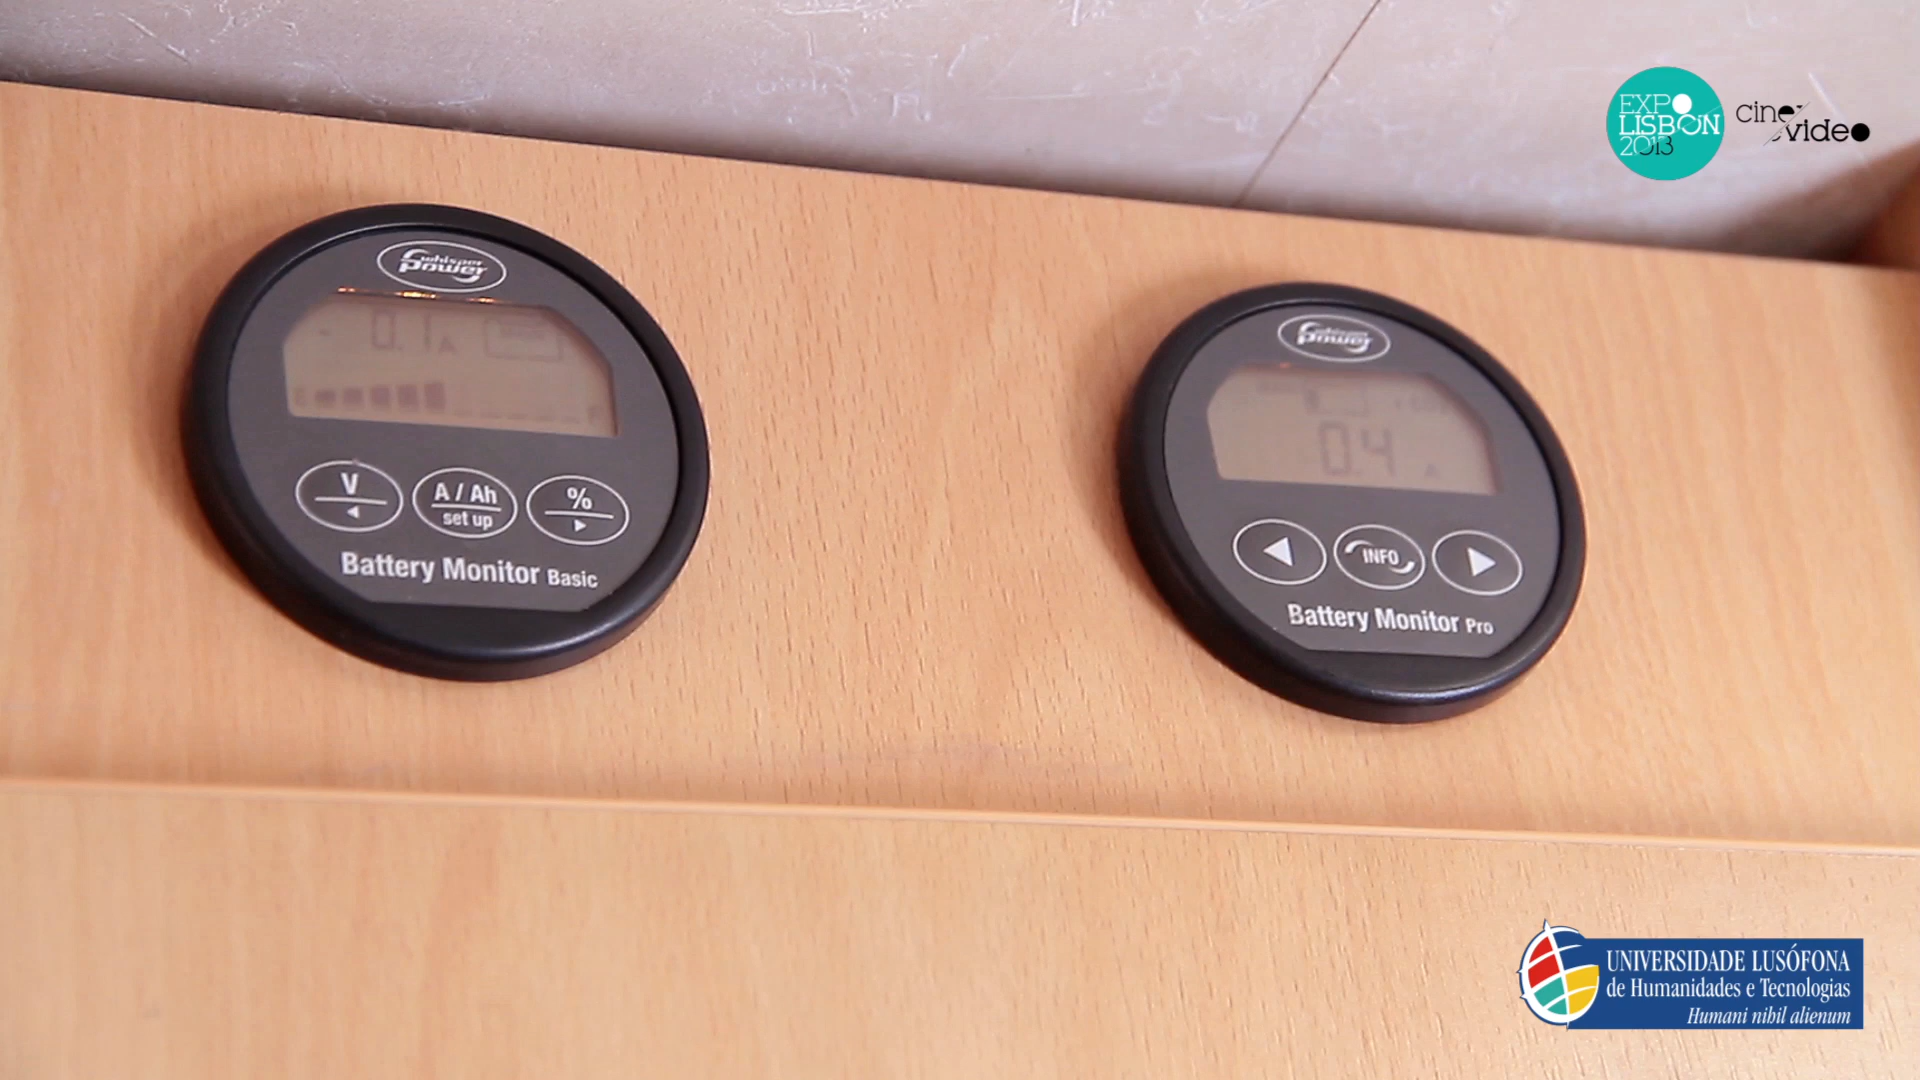 EXPO
LISBON
2013
cine
video
whisper
power
- 0.1 A
E
F
V
A / Ah
set up
%
Battery Monitor Basic
whisper
power
0.4 A
INFO
Battery Monitor Pro
UNIVERSIDADE LUSÓFONA
de Humanidades e Tecnologias
Humani nihil alienum